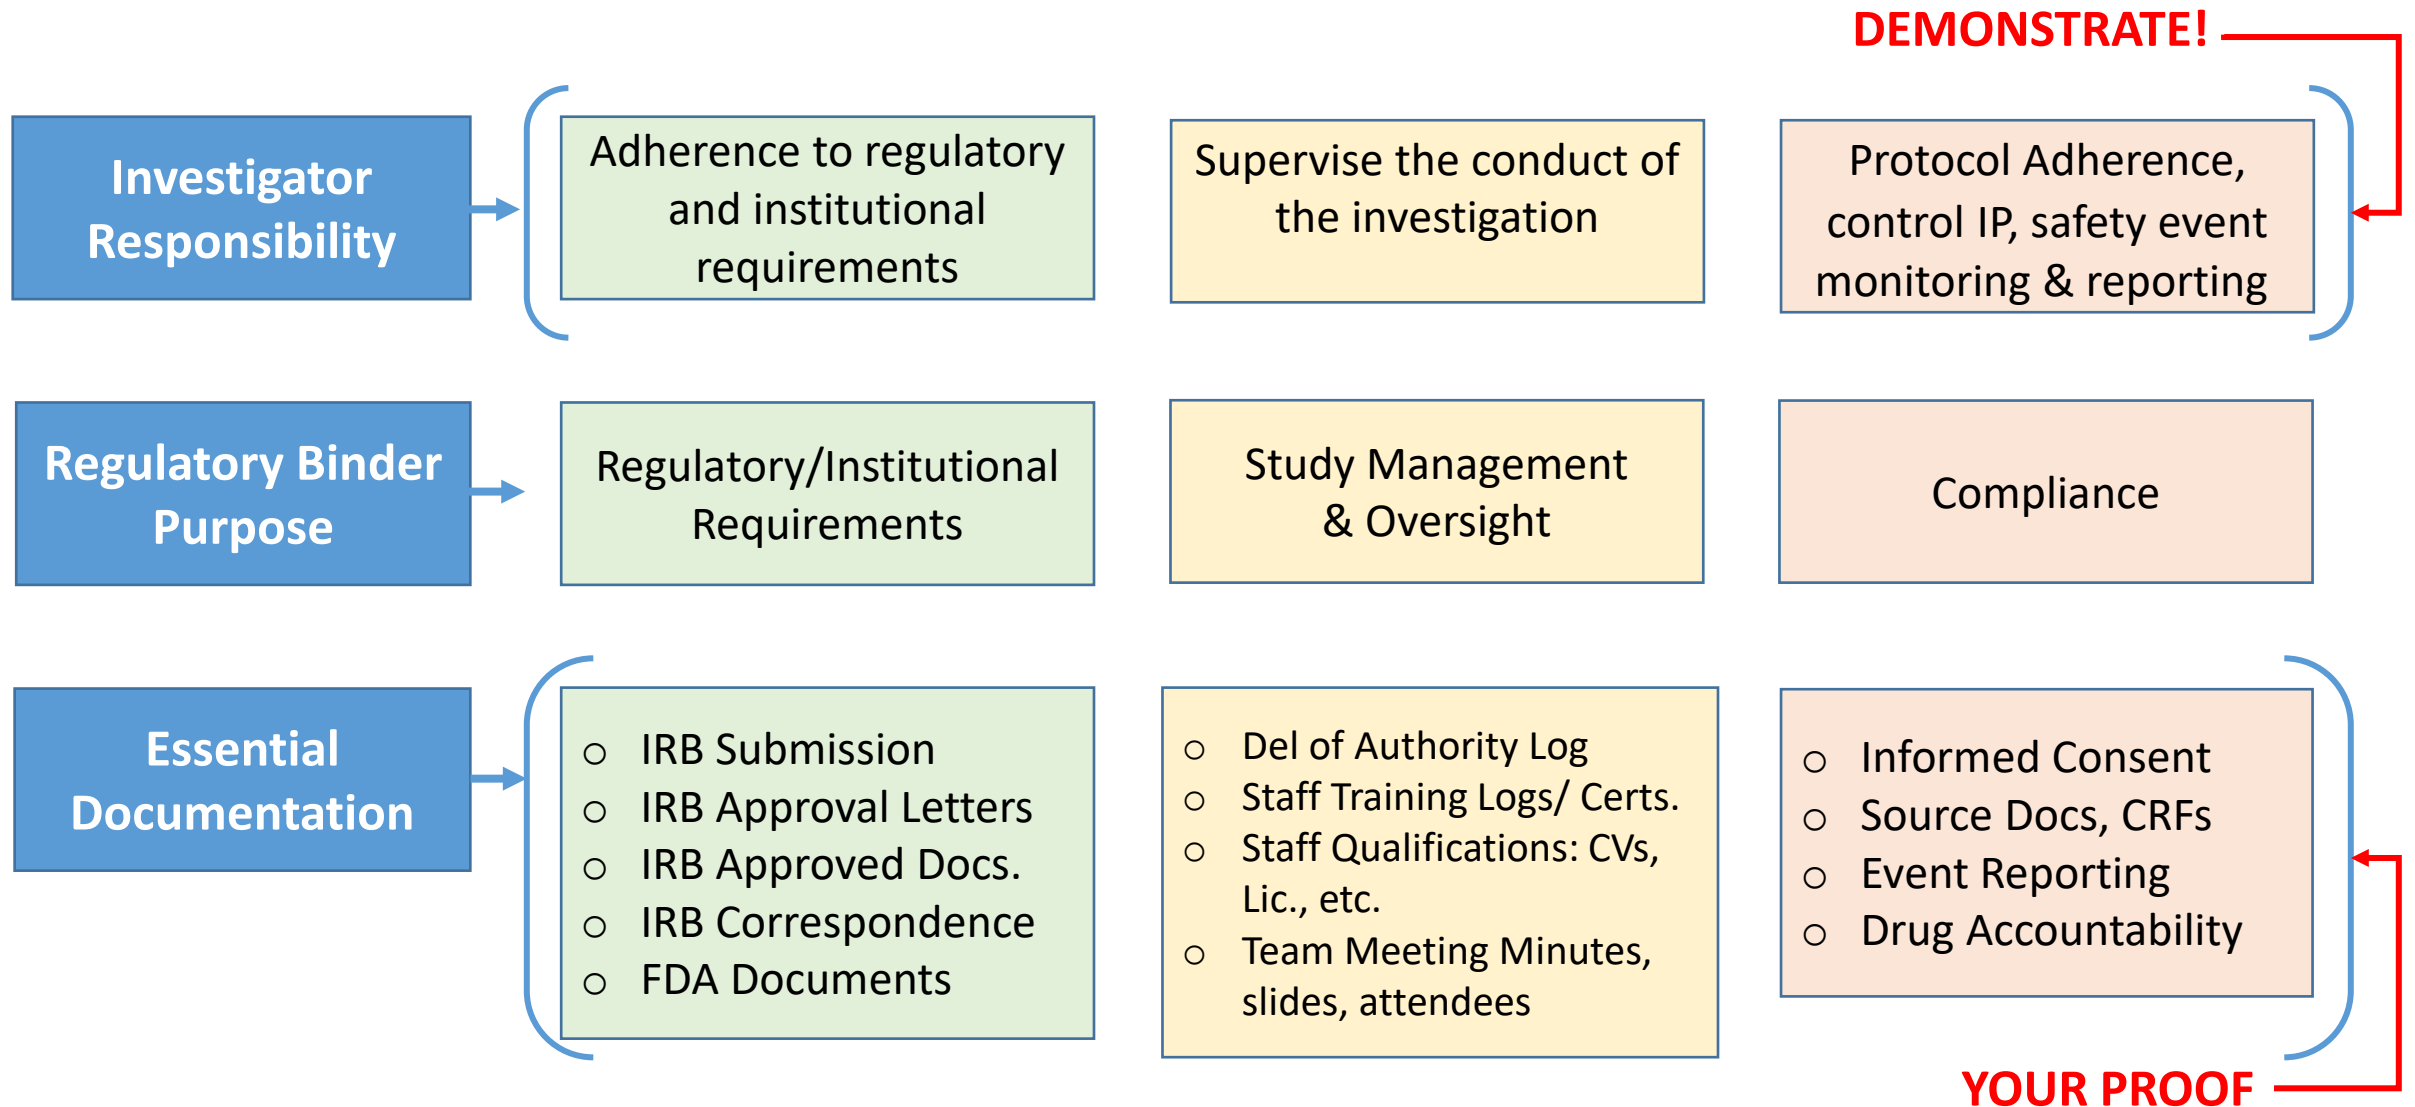 DEMONSTRATE!
Investigator
Responsibility
Adherence to regulatory
and institutional
requirements
Supervise the conduct of
the investigation
Protocol Adherence,
control IP, safety event
monitoring & reporting
Regulatory Binder
Purpose
Regulatory/Institutional
Requirements
Study Management
& Oversight
Compliance
Essential
Documentation
o IRB Submission
o IRB Approval Letters
o IRB Approved Docs.
o IRB Correspondence
o FDA Documents
o Del of Authority Log
o Staff Training Logs/ Certs.
o Staff Qualifications: CVs,
Lic., etc.
o Team Meeting Minutes,
slides, attendees
o Informed Consent
o Source Docs, CRFs
o Event Reporting
o Drug Accountability
YOUR PROOF